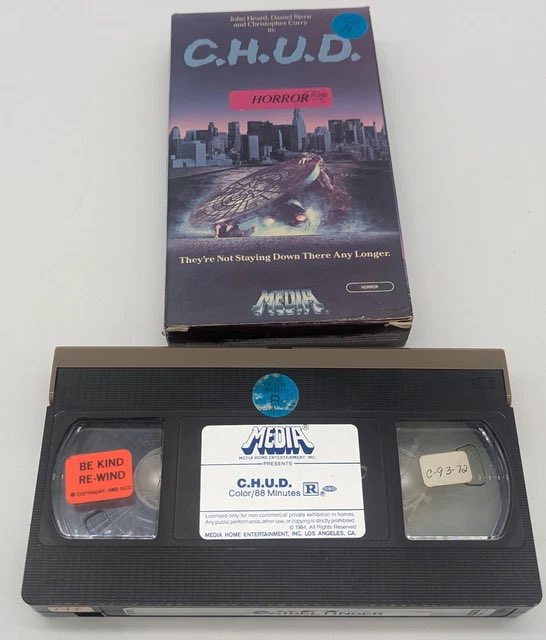 John Heard, Daniel Stern
and Christopher Curry
in:
C.H.U.D.
HORROR
They're Not Staying Down There Any Longer.
MEDIA
HORROR
R
MEDIA®
MEDIA HOME ENTERTAINMENT INC.
PRESENTS
C.H.U.D.
Color/88 Minutes R
Licensed only for non-commercial private exhibition in homes.
Any public performance, other use, or copying is strictly prohibited.
© 1984. All Rights Reserved
MEDIA HOME ENTERTAINMENT, INC. LOS ANGELES, CA.
BE KIND
RE-WIND
© COPYRIGHT 1982 IVCC
C-93-72